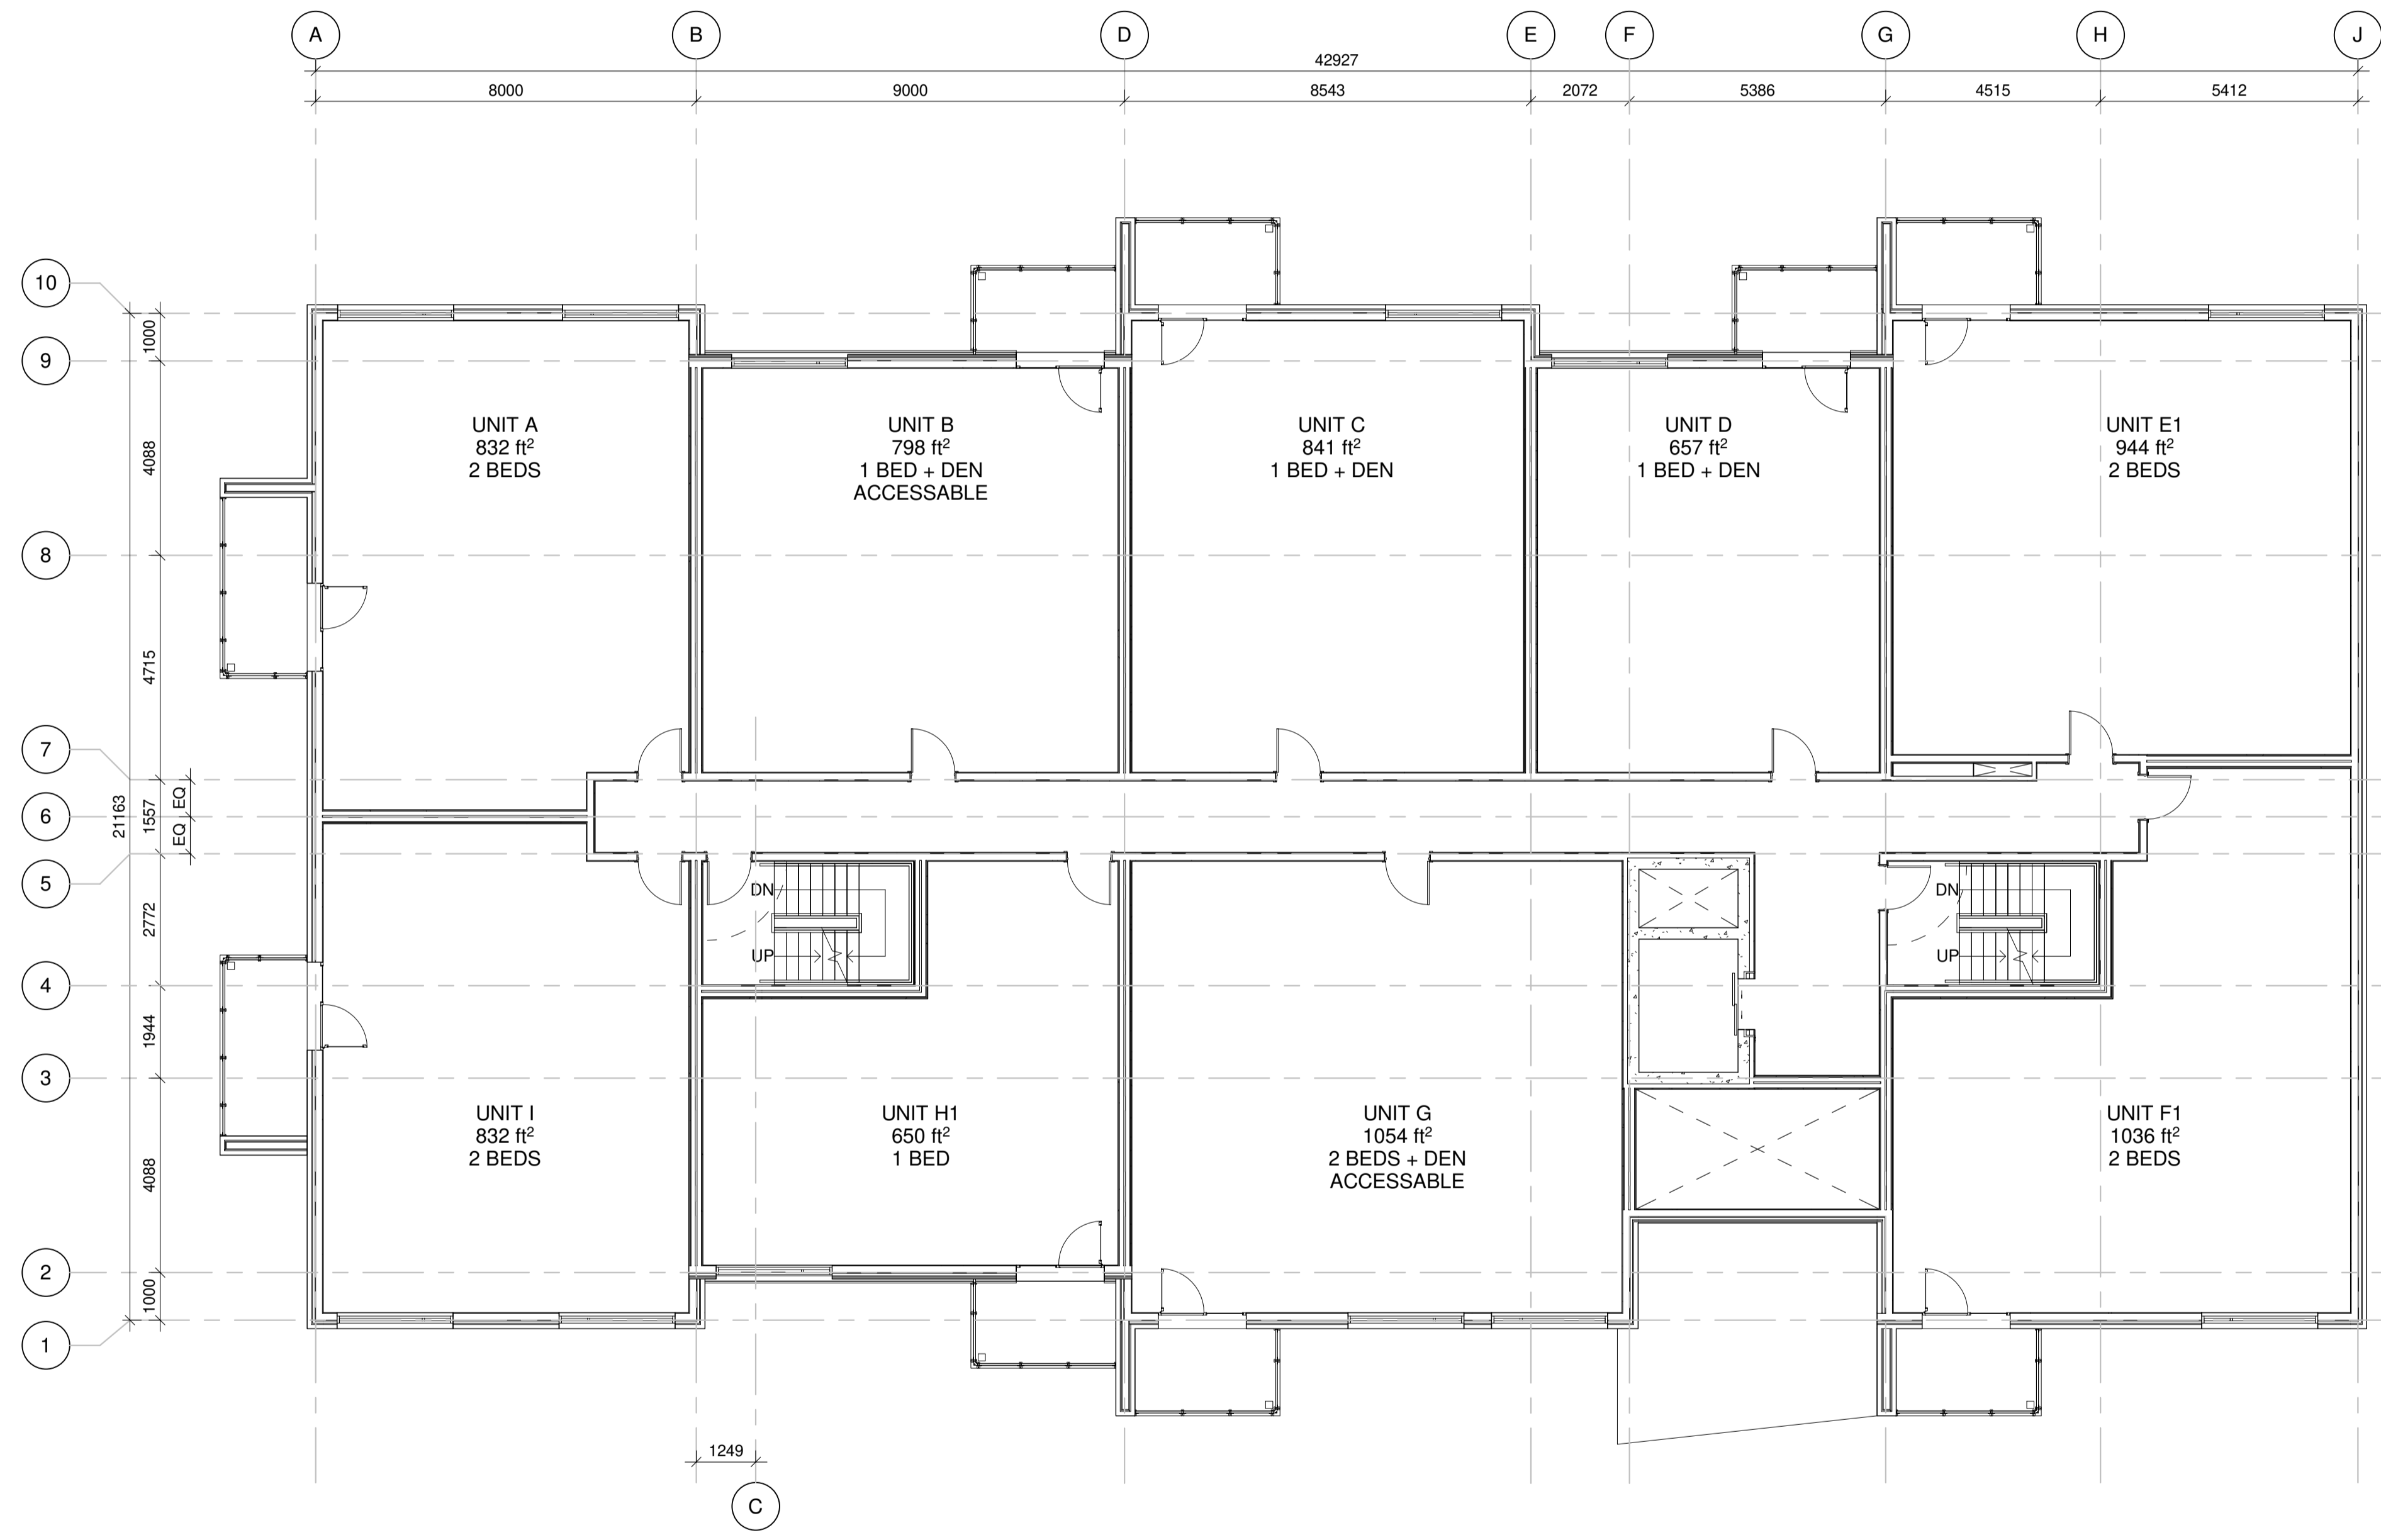 A B D E F G H J
42927
8000 9000 8543 2072 5386 4515 5412
10
9
8
7
6
5
4
3
2
1
1000
4088
4715
1557
2772
1944
4088
1000
21163
EQ
EQ
UNIT A
832 ft²
2 BEDS
UNIT B
798 ft²
1 BED + DEN
ACCESSABLE
UNIT C
841 ft²
1 BED + DEN
UNIT D
657 ft²
1 BED + DEN
UNIT E1
944 ft²
2 BEDS
DN
UP
DN
UP
UNIT I
832 ft²
2 BEDS
UNIT H1
650 ft²
1 BED
UNIT G
1054 ft²
2 BEDS + DEN
ACCESSABLE
UNIT F1
1036 ft²
2 BEDS
1249
C